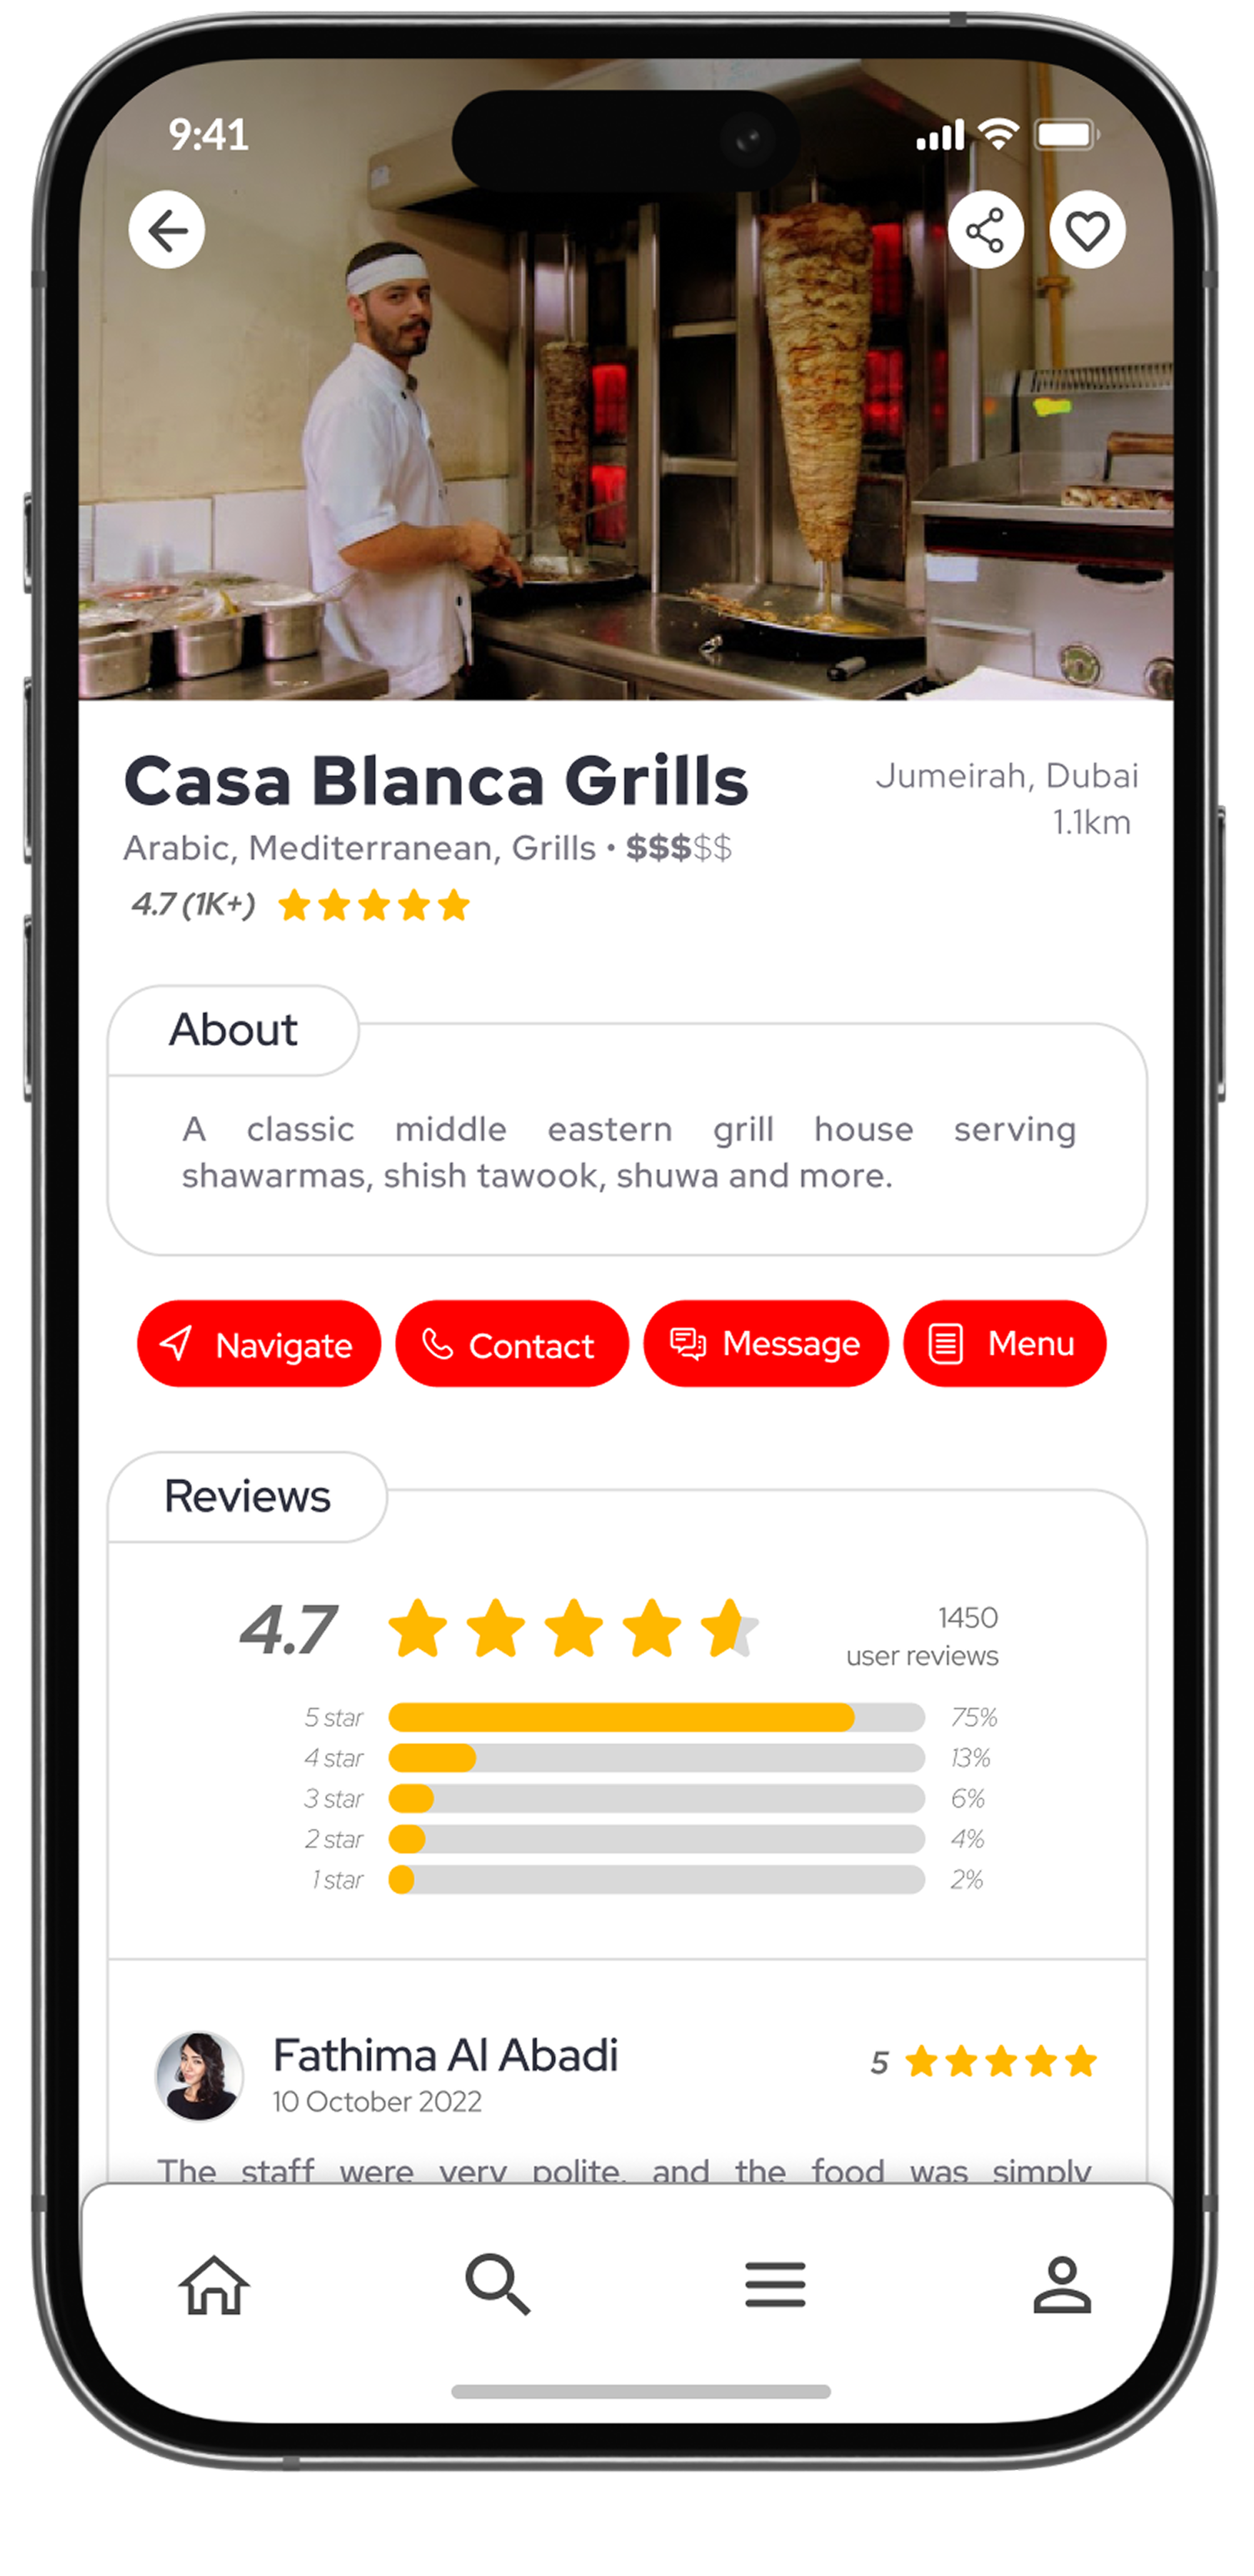 9:41
Casa Blanca Grills
Jumeirah, Dubai
1.1km
Arabic, Mediterranean, Grills • $$$$$
4.7 (1K+)
About
A classic middle eastern grill house serving
shawarmas, shish tawook, shuwa and more.
Navigate
Contact
Message
Menu
Reviews
4.7
1450
user reviews
5 star 75%
4 star 13%
3 star 6%
2 star 4%
1 star 2%
Fathima Al Abadi
5
10 October 2022
The staff were very polite, and the food was simply